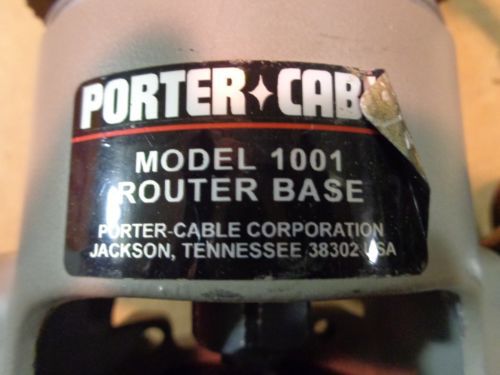 PORTER✦CAB
MODEL 1001
ROUTER BASE
PORTER-CABLE CORPORATION
JACKSON, TENNESSEE 38302 USA